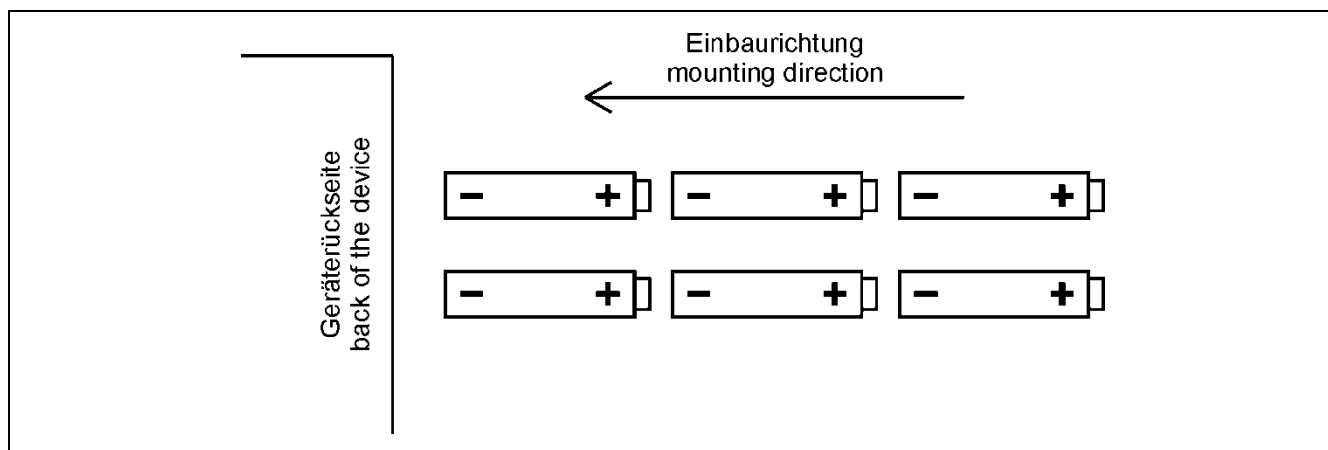 Einbaurichtung
mounting direction
Geräterückseite
back of the device
− + − + − +
− + − + − +